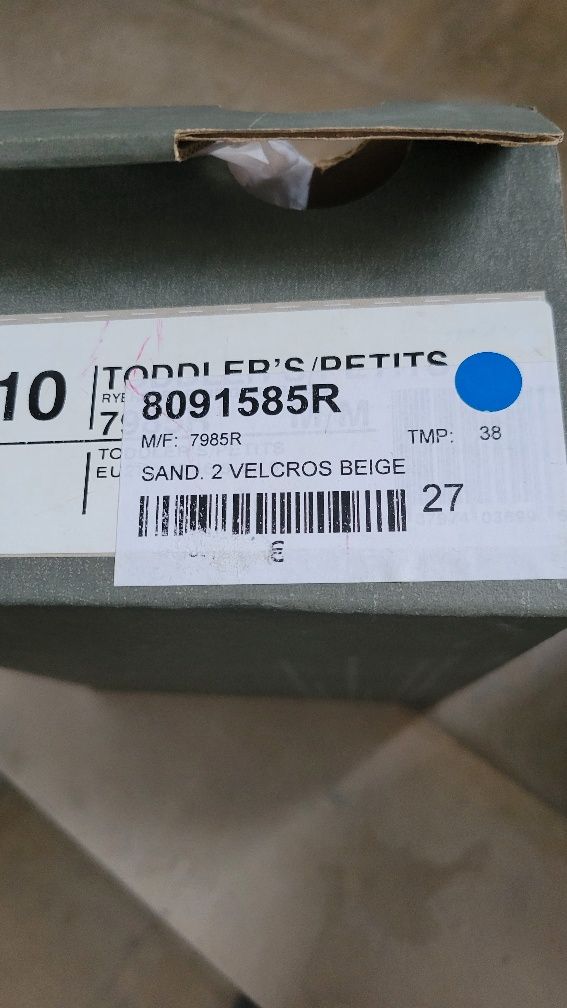 10
TODDLER'S/PETITS
8091585R
M/F: 7985R
TMP: 38
SAND. 2 VELCROS BEIGE
27
€